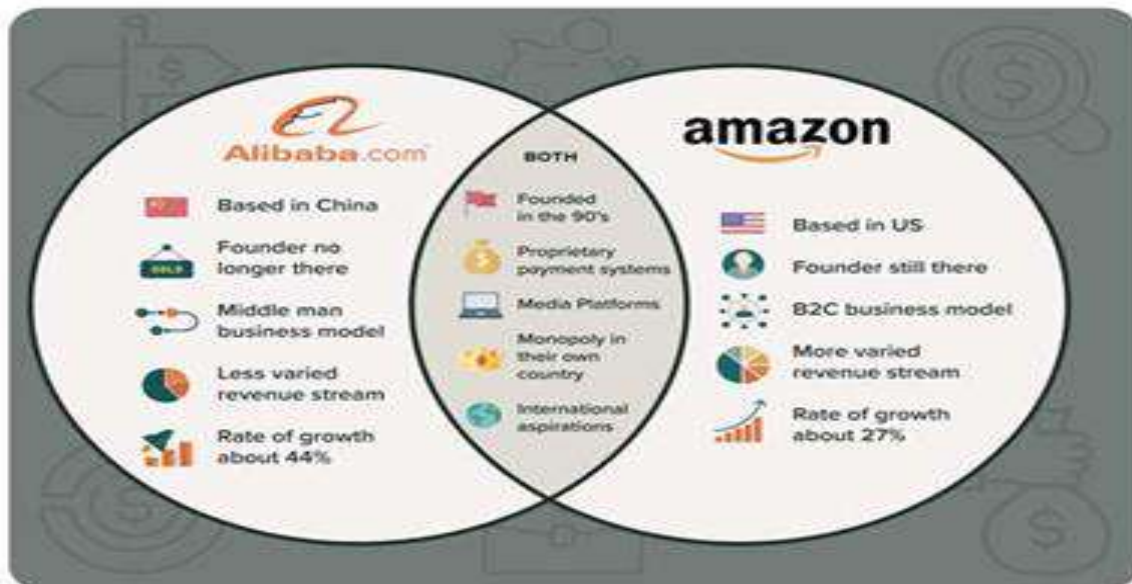 Alibaba.com
Based in China
Founder no
longer there
Middle man
business model
Less varied
revenue stream
Rate of growth
about 44%
BOTH
Founded
in the 90's
Proprietary
payment systems
Media Platforms
Monopoly in
their own
country
International
aspirations
amazon
Based in US
Founder still there
B2C business model
More varied
revenue stream
Rate of growth
about 27%